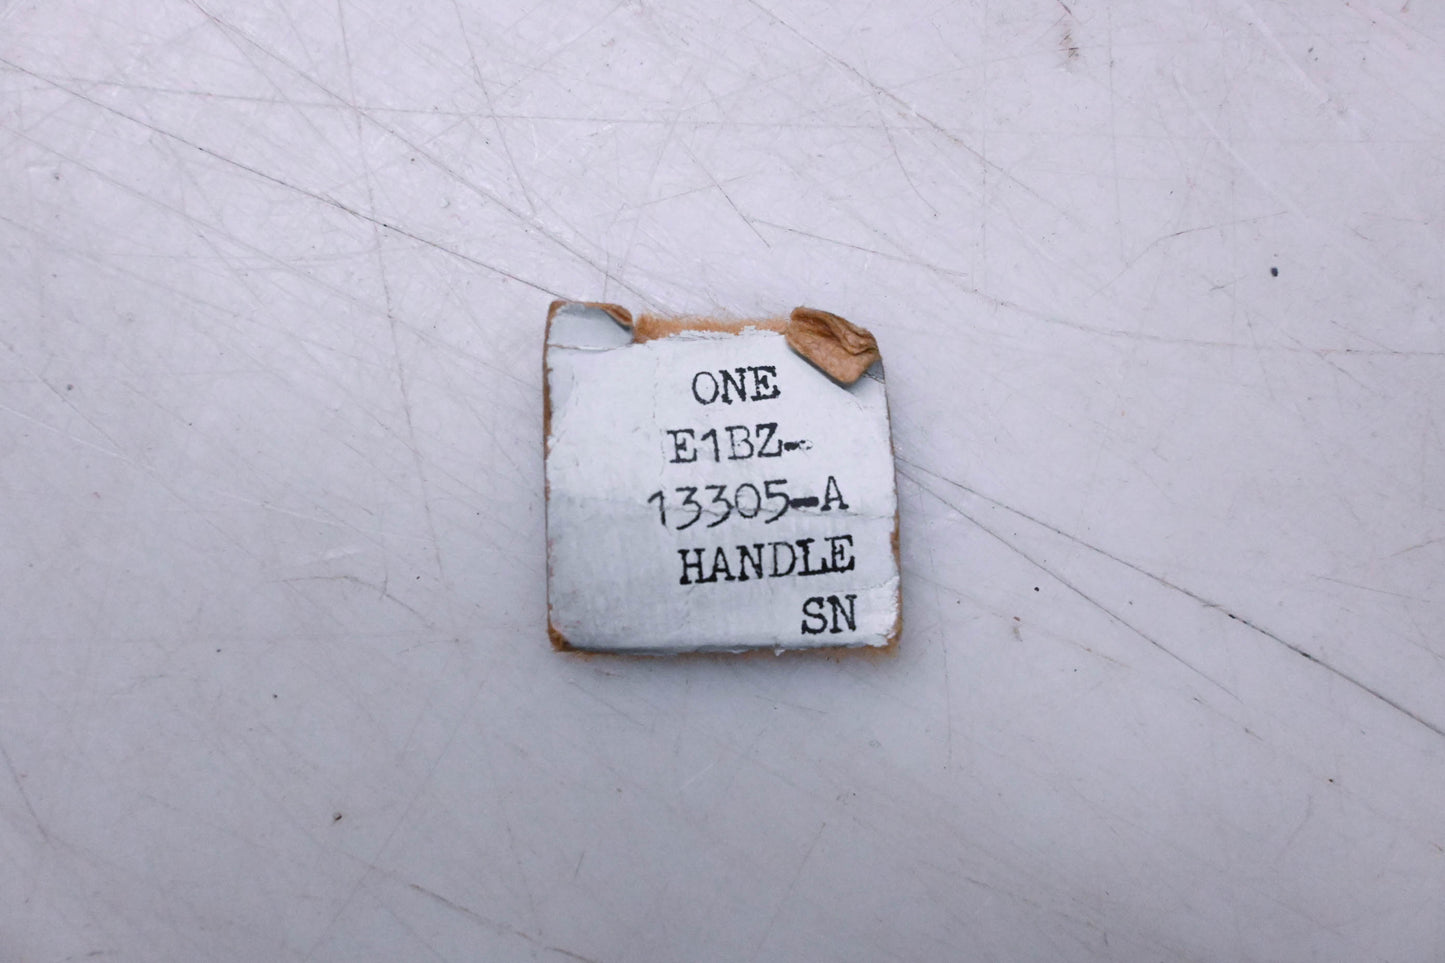 ONE
E1BZ-
13305-A
HANDLE
SN